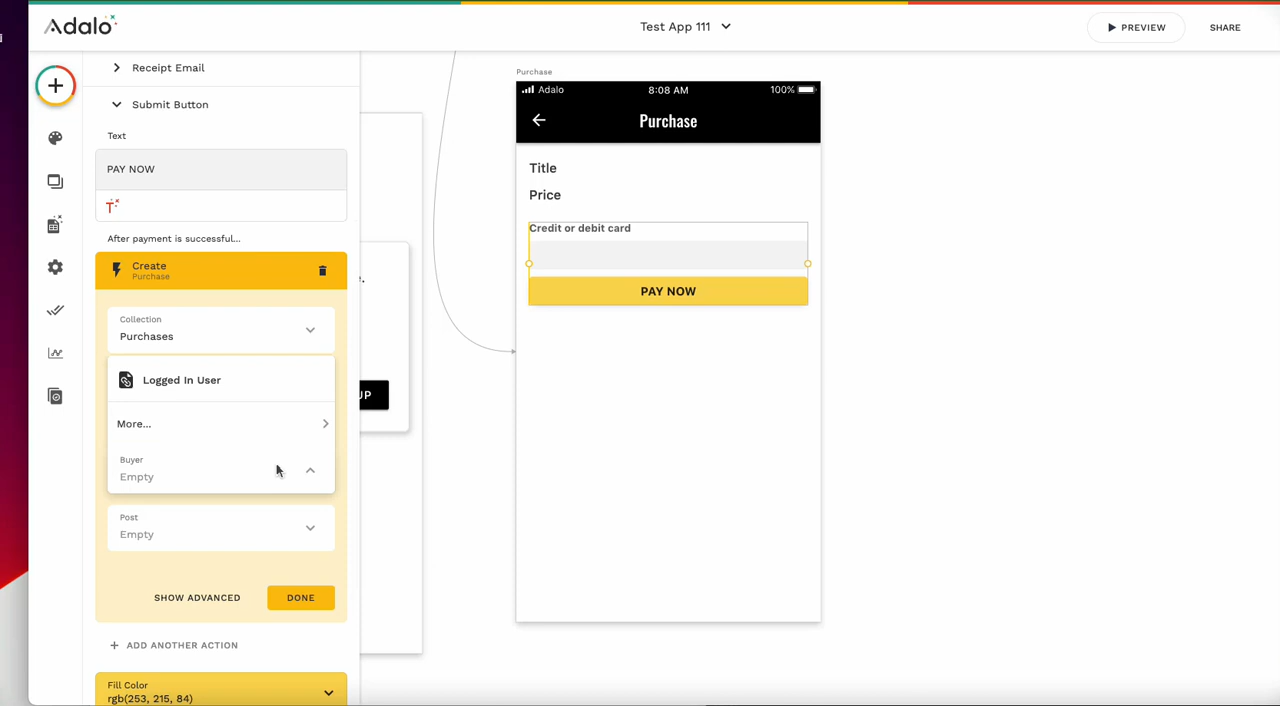 Adalo
Test App 111
PREVIEW
SHARE
Receipt Email
Submit Button
Text
PAY NOW
After payment is successful...
Create
Purchase
Collection
Purchases
Logged In User
More...
Buyer
Empty
Post
Empty
SHOW ADVANCED
DONE
ADD ANOTHER ACTION
Fill Color
rgb(253, 215, 84)
UP
Purchase
Adalo
8:08 AM
100%
Purchase
Title
Price
Credit or debit card
PAY NOW